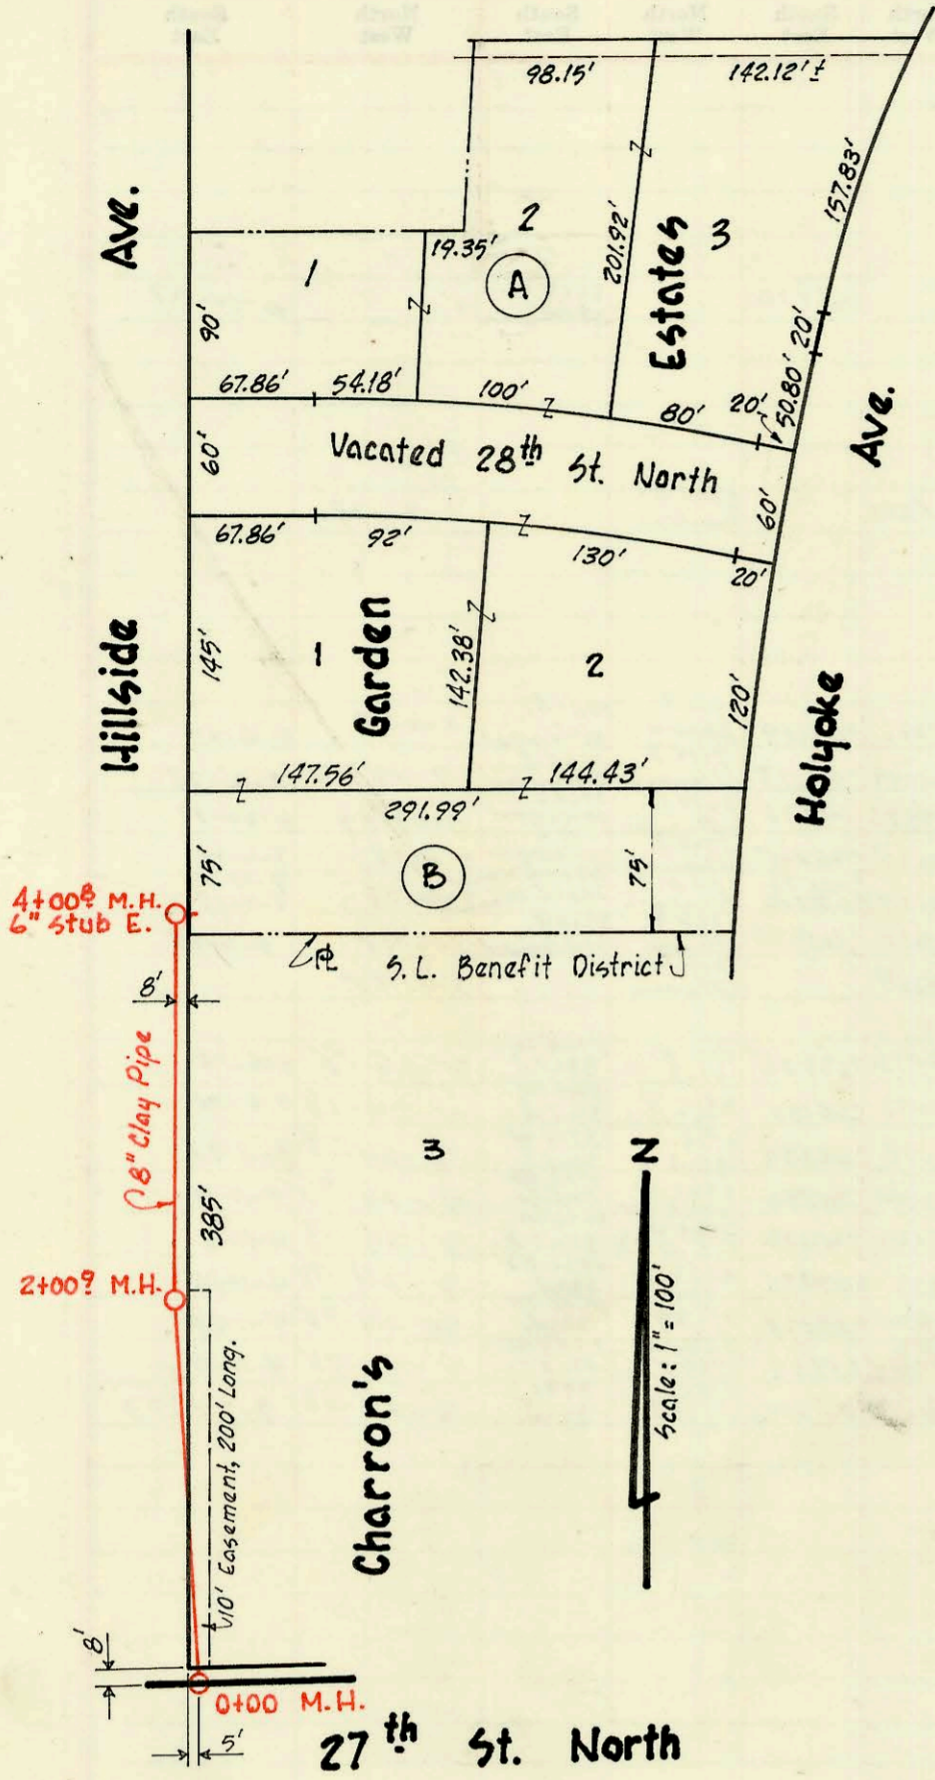 98.15'
142.12' ±
157.83'
Ave.
2
3
19.35'
201.92'
Estates
1
A
90'
20'
50.80'
67.86'
54.18'
100'
80'
20'
Ave.
60'
Vacated 28th St. North
60'
67.86'
92'
130'
20'
Hillside
145'
1
Garden
142.38'
2
120'
Holyoke
147.56'
144.43'
291.99'
75'
B
75'
M.H.
6" Stub E.
PL
S.L. Benefit District
8'
8" Clay Pipe
3
N
385'
M.H.
Scale: 1" = 100'
10' Easement, 200' Long.
Charron's
8'
0+00 M.H.
5'
27th St. North